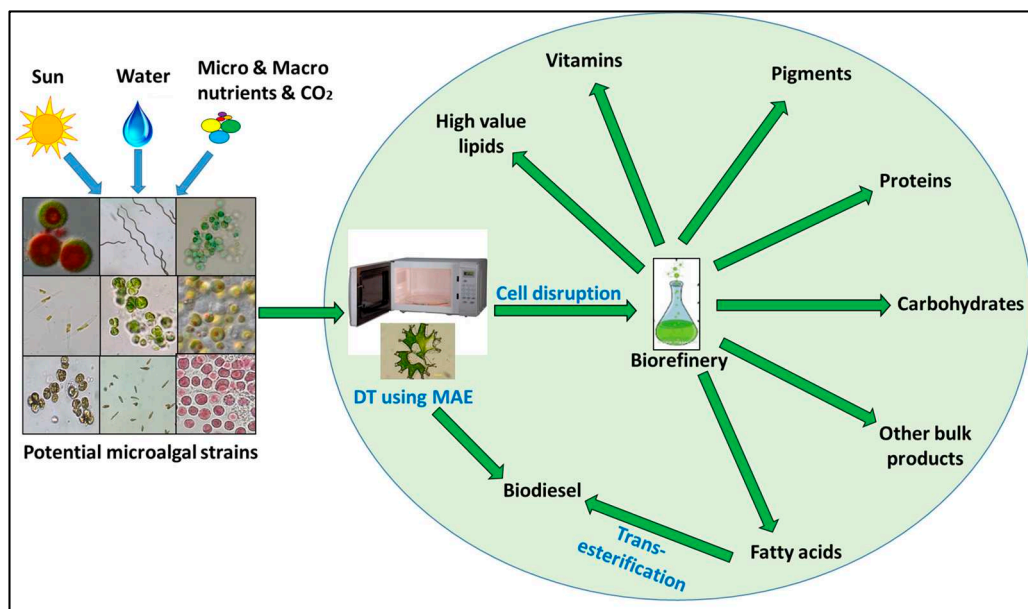 Sun
Water
Micro & Macro
nutrients & CO₂
Potential microalgal strains
DT using MAE
Cell disruption
Biorefinery
High value
lipids
Vitamins
Pigments
Proteins
Carbohydrates
Other bulk
products
Fatty acids
Trans-
esterification
Biodiesel